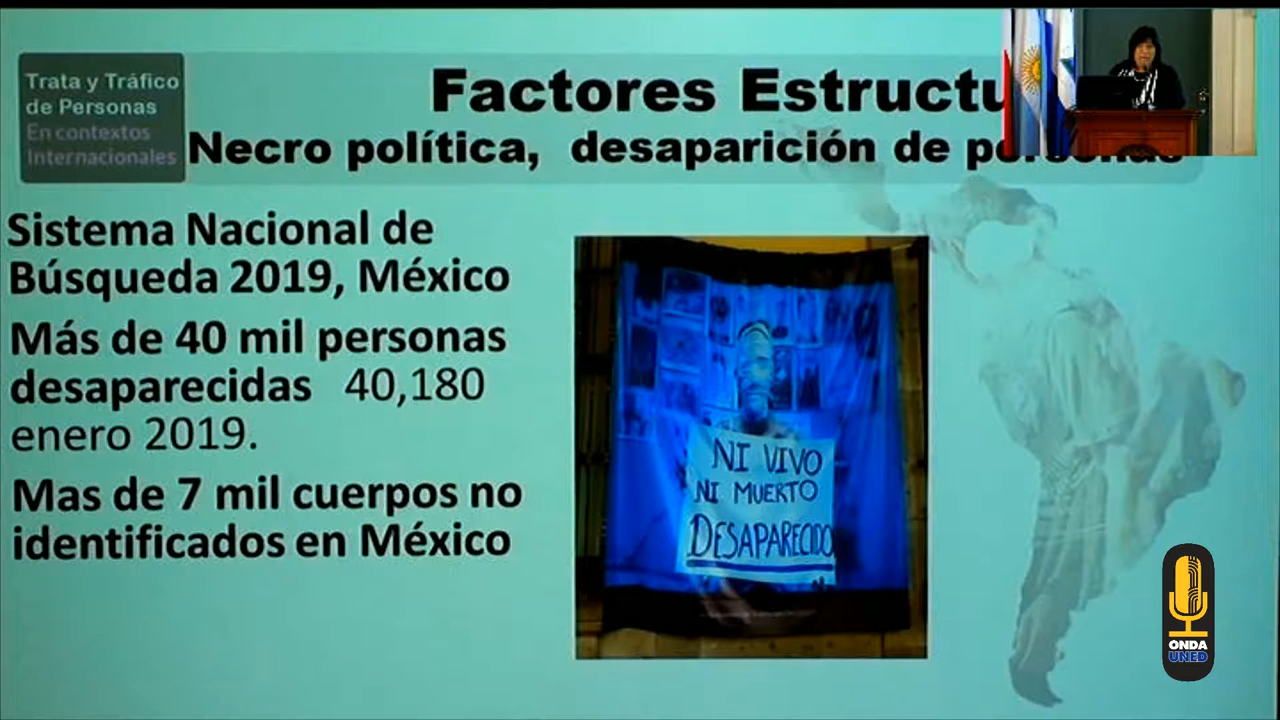 Trata y Tráfico
de Personas
En contextos
Internacionales
Factores Estructu
Necro política, desaparición de personas
Sistema Nacional de
Búsqueda 2019, México
Más de 40 mil personas
desaparecidas 40,180
enero 2019.
Mas de 7 mil cuerpos no
identificados en México
NI VIVO
NI MUERTO
DESAPARECIDO
ONDA
UNED